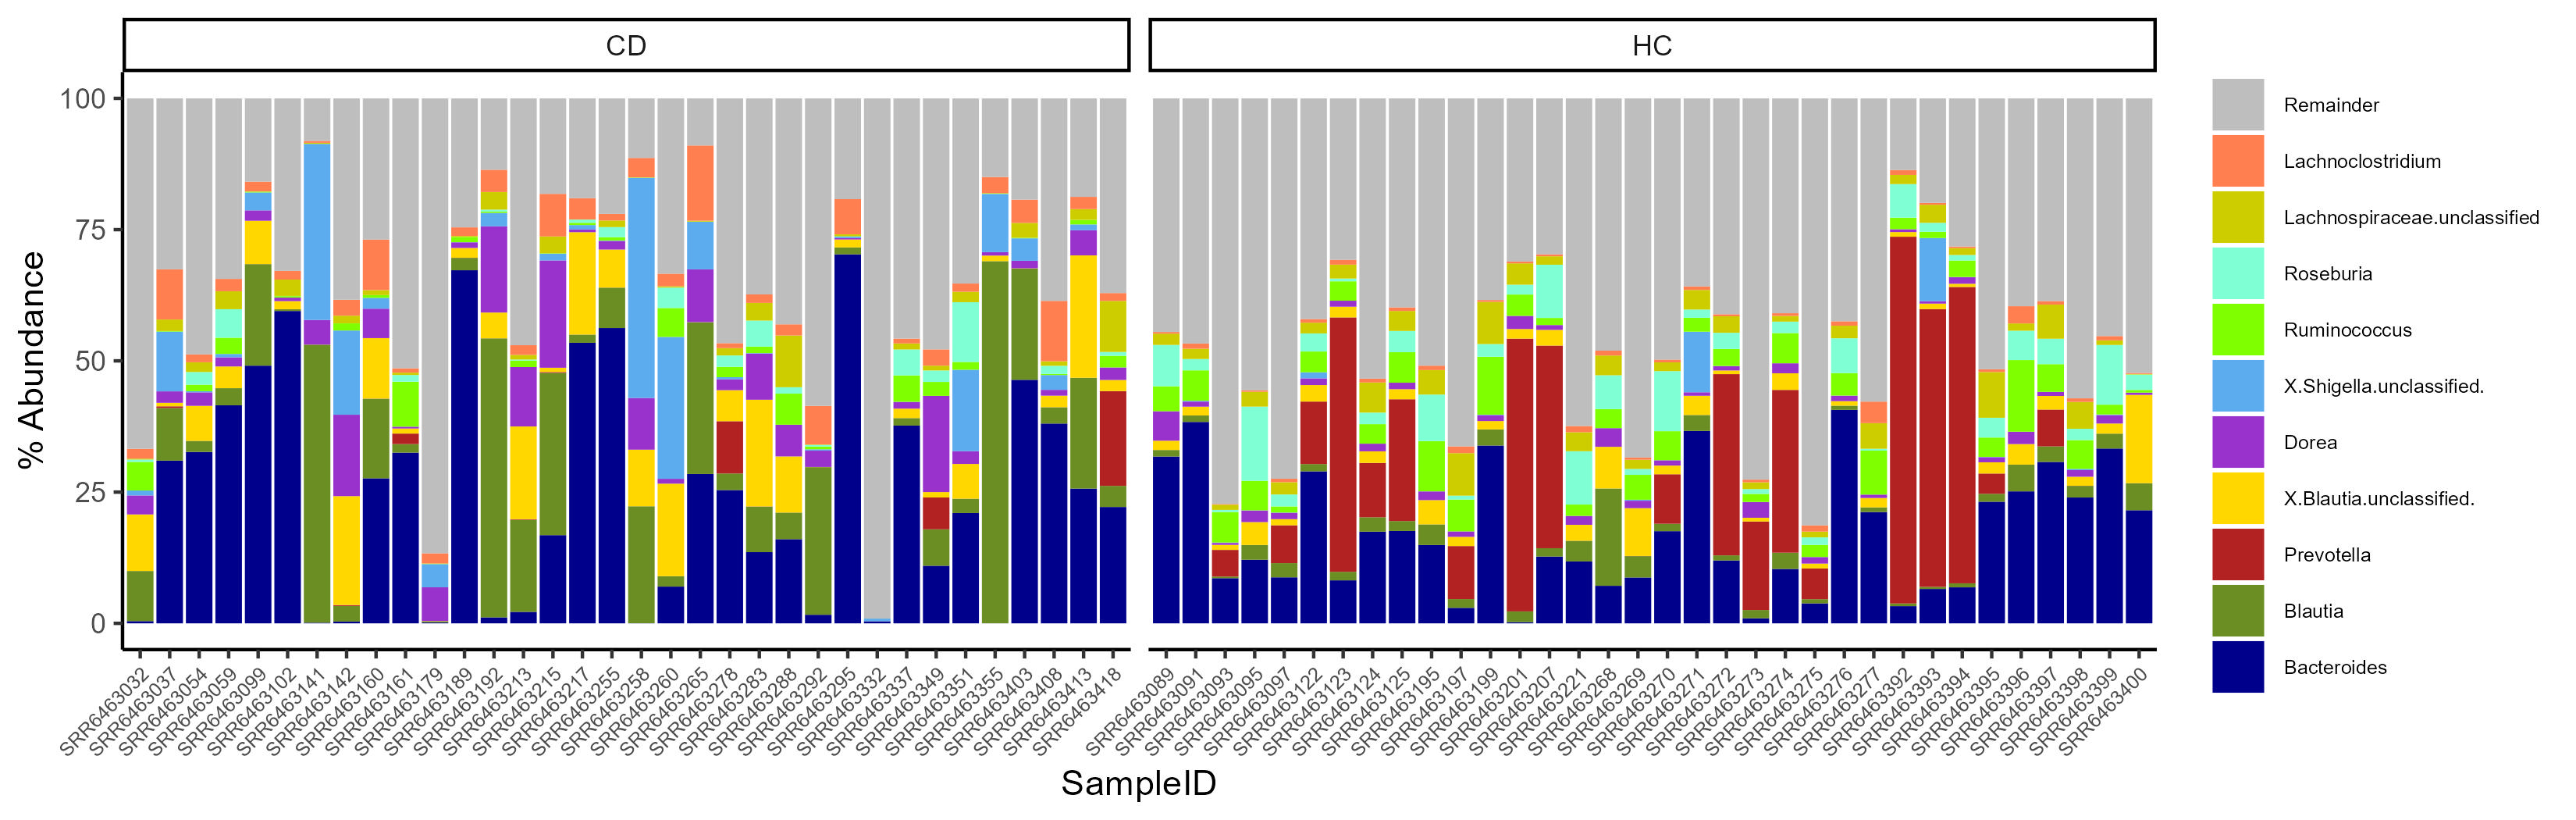 CD
HC
% Abundance
100
75
50
25
0
SRR6463032
SRR6463037
SRR6463054
SRR6463059
SRR6463099
SRR6463102
SRR6463141
SRR6463142
SRR6463160
SRR6463161
SRR6463179
SRR6463189
SRR6463192
SRR6463213
SRR6463215
SRR6463217
SRR6463255
SRR6463258
SRR6463260
SRR6463265
SRR6463278
SRR6463283
SRR6463288
SRR6463292
SRR6463295
SRR6463332
SRR6463337
SRR6463349
SRR6463351
SRR6463355
SRR6463403
SRR6463408
SRR6463413
SRR6463418
SRR6463089
SRR6463091
SRR6463093
SRR6463095
SRR6463097
SRR6463122
SRR6463123
SRR6463124
SRR6463125
SRR6463195
SRR6463197
SRR6463199
SRR6463201
SRR6463207
SRR6463221
SRR6463268
SRR6463269
SRR6463270
SRR6463271
SRR6463272
SRR6463273
SRR6463274
SRR6463275
SRR6463276
SRR6463277
SRR6463392
SRR6463393
SRR6463394
SRR6463395
SRR6463396
SRR6463397
SRR6463398
SRR6463399
SRR6463400
SampleID
Remainder
Lachnoclostridium
Lachnospiraceae.unclassified
Roseburia
Ruminococcus
X.Shigella.unclassified.
Dorea
X.Blautia.unclassified.
Prevotella
Blautia
Bacteroides